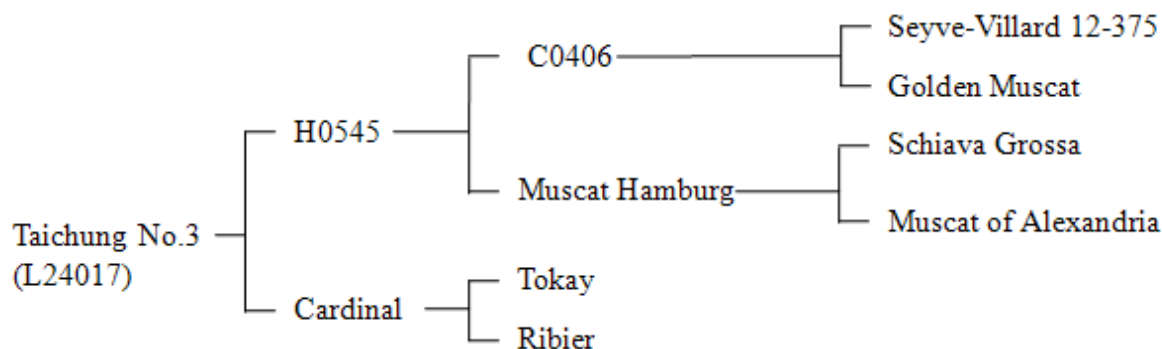 Seyve-Villard 12-375
C0406
Golden Muscat
H0545
Schiava Grossa
Muscat Hamburg
Muscat of Alexandria
Taichung No.3
(L24017)
Tokay
Cardinal
Ribier